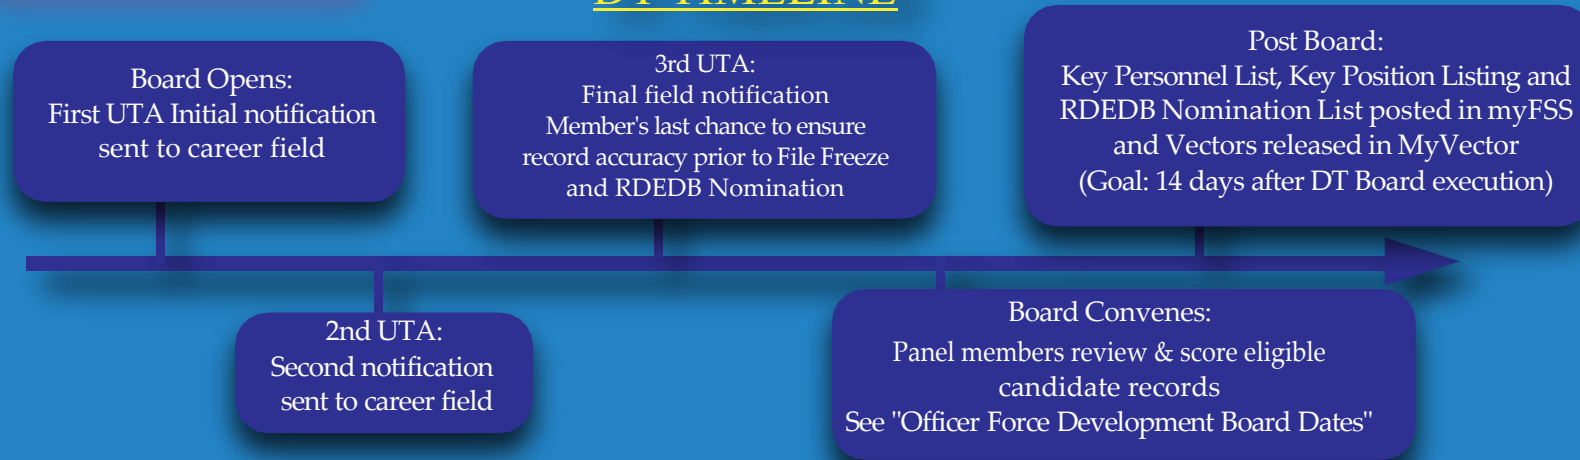 DT TIMELINE
Board Opens:
First UTA Initial notification
sent to career field
2nd UTA:
Second notification
sent to career field
3rd UTA:
Final field notification
Member's last chance to ensure
record accuracy prior to File Freeze
and RDEDB Nomination
Board Convenes:
Panel members review & score eligible
candidate records
See "Officer Force Development Board Dates"
Post Board:
Key Personnel List, Key Position Listing and
RDEDB Nomination List posted in myFSS
and Vectors released in MyVector
(Goal: 14 days after DT Board execution)